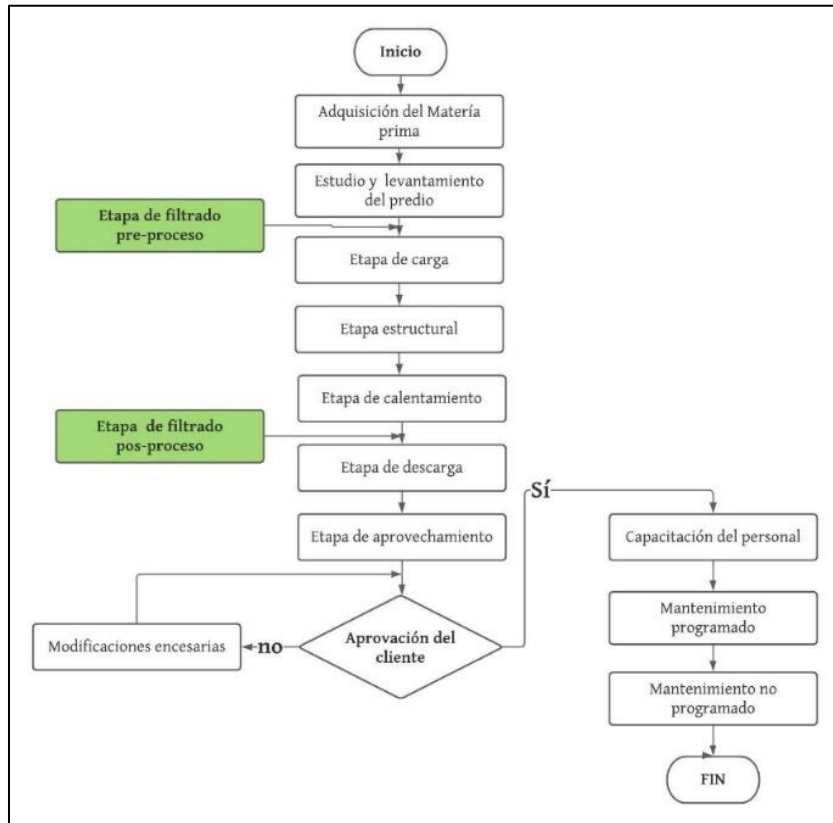 Inicio
Adquisición del Matería
prima
Estudio y levantamiento
del predio
Etapa de filtrado
pre-proceso
Etapa de carga
Etapa estructural
Etapa de calentamiento
Etapa de filtrado
pos-proceso
Etapa de descarga
Etapa de aprovechamiento
Aprovación del
cliente
no
Modificaciones encesarias
Sí
Capacitación del personal
Mantenimiento
programado
Mantenimiento no
programado
FIN